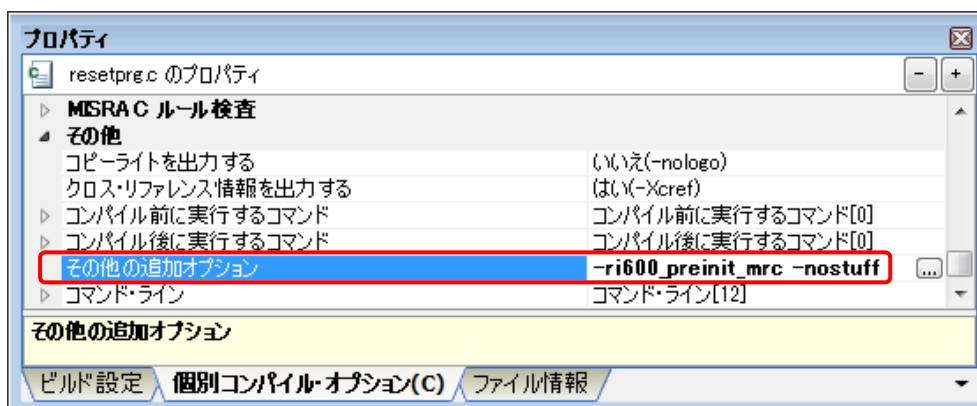 プロパティ
resetprg.c のプロパティ
MISRA C ルール検査
その他
コピーライトを出力する いいえ(-nologo)
クロス・リファレンス情報を出力する はい(-Xcref)
コンパイル前に実行するコマンド コンパイル前に実行するコマンド[0]
コンパイル後に実行するコマンド コンパイル後に実行するコマンド[0]
その他の追加オプション -ri600_preinit_mrc -nostuff ...
コマンド・ライン コマンド・ライン[12]
その他の追加オプション
ビルド設定 個別コンパイル・オプション(C) ファイル情報